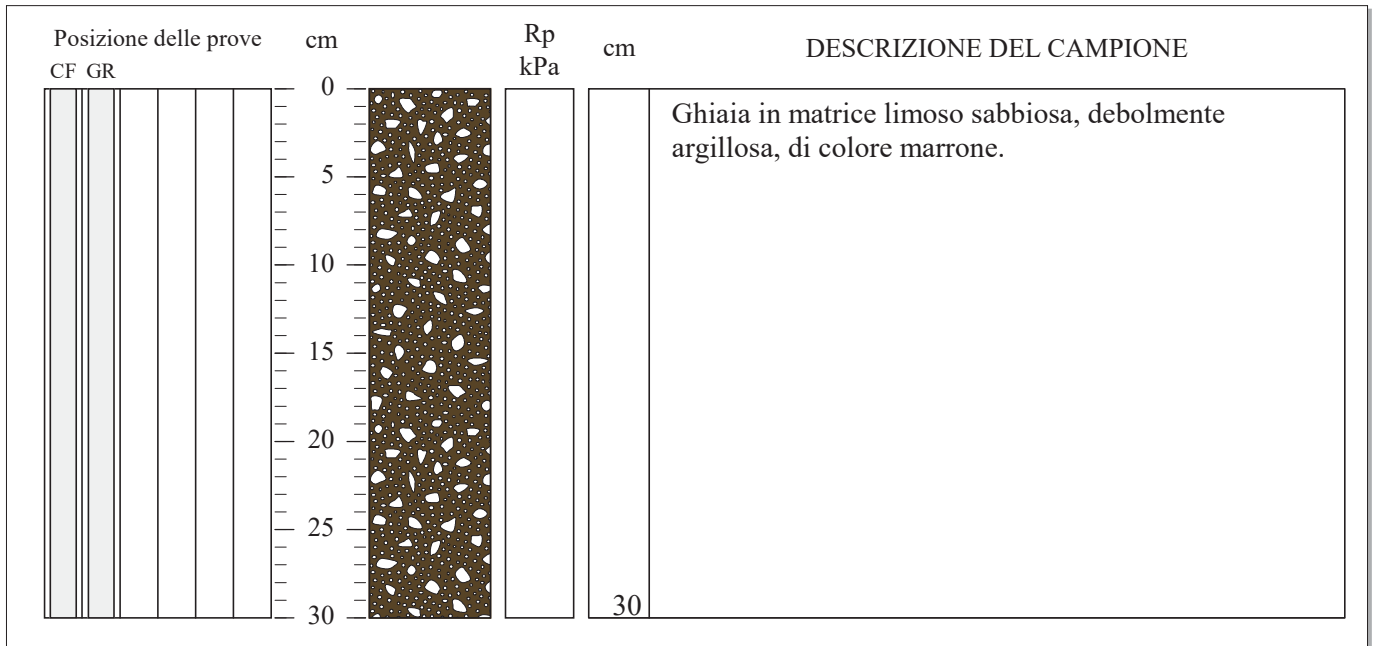 Posizione delle prove
CF GR
cm
Rp
kPa
cm
DESCRIZIONE DEL CAMPIONE
0
5
10
15
20
25
30
30
Ghiaia in matrice limoso sabbiosa, debolmente
argillosa, di colore marrone.